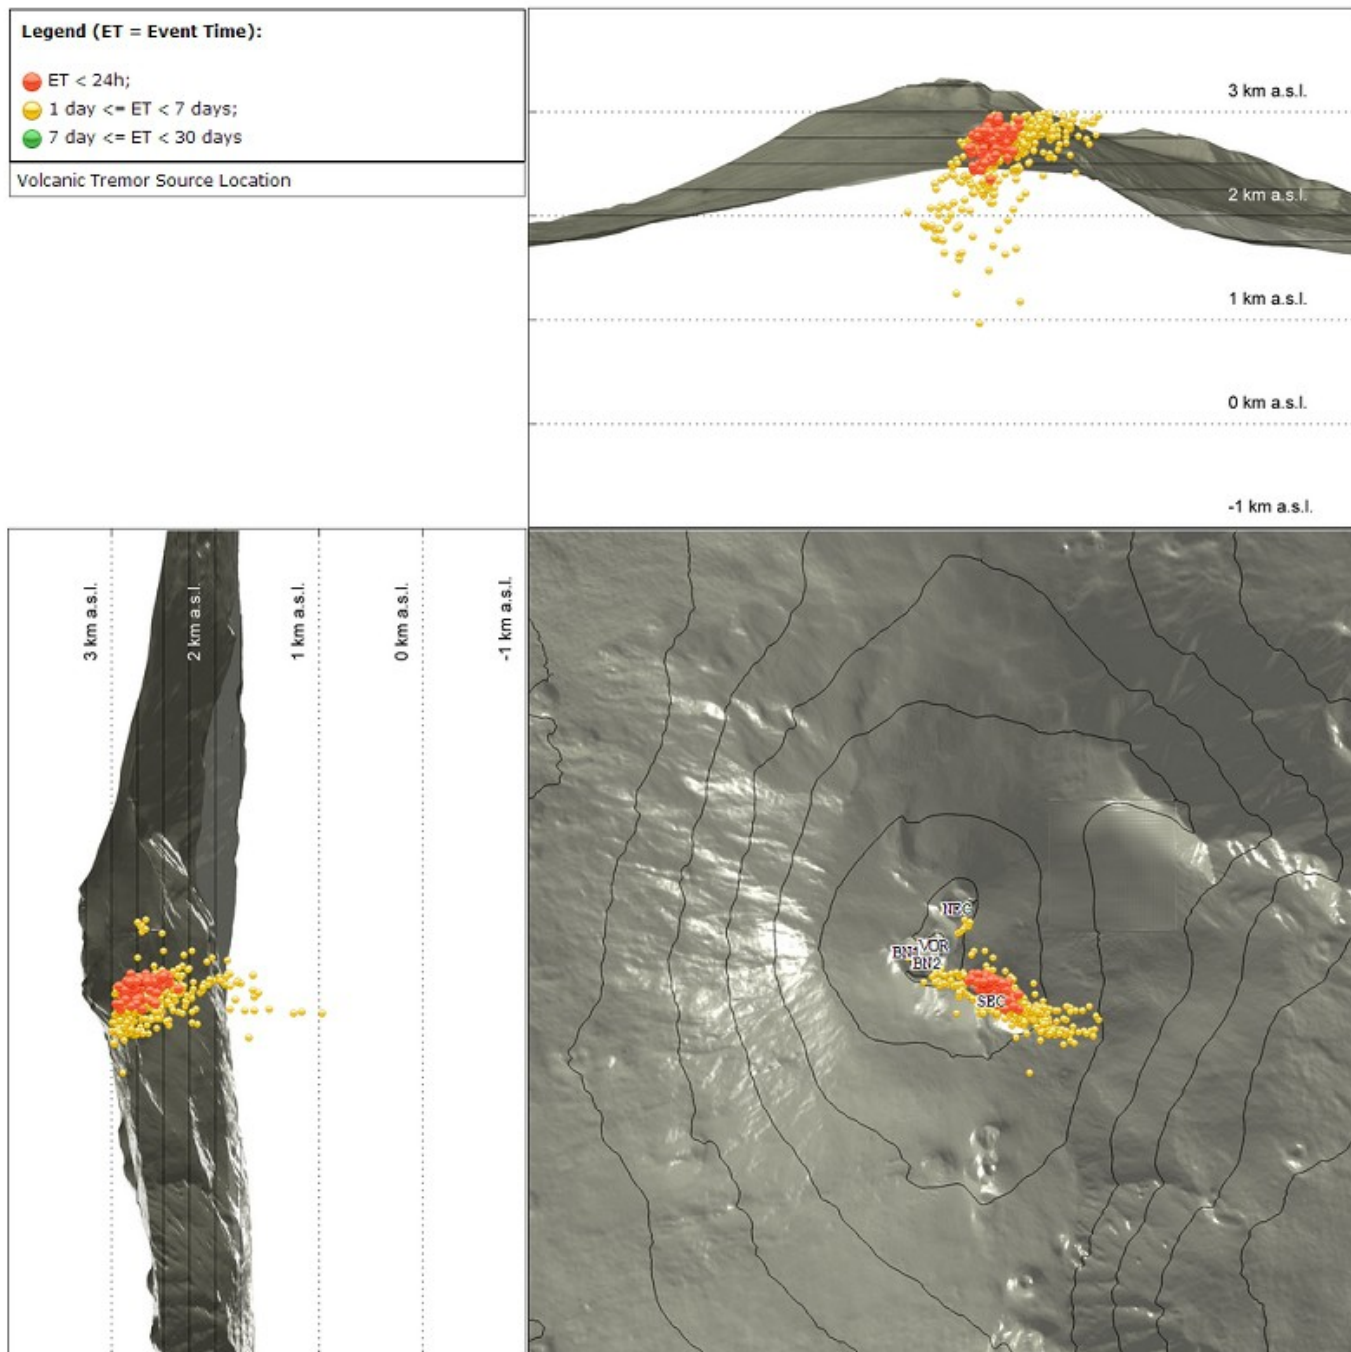 Legend (ET = Event Time):
ET < 24h;
1 day <= ET < 7 days;
7 day <= ET < 30 days
Volcanic Tremor Source Location
3 km a.s.l.
2 km a.s.l.
1 km a.s.l.
0 km a.s.l.
-1 km a.s.l.
3 km a.s.l.
2 km a.s.l.
1 km a.s.l.
0 km a.s.l.
-1 km a.s.l.
NEC
BN1 VOR
BN2
SEC